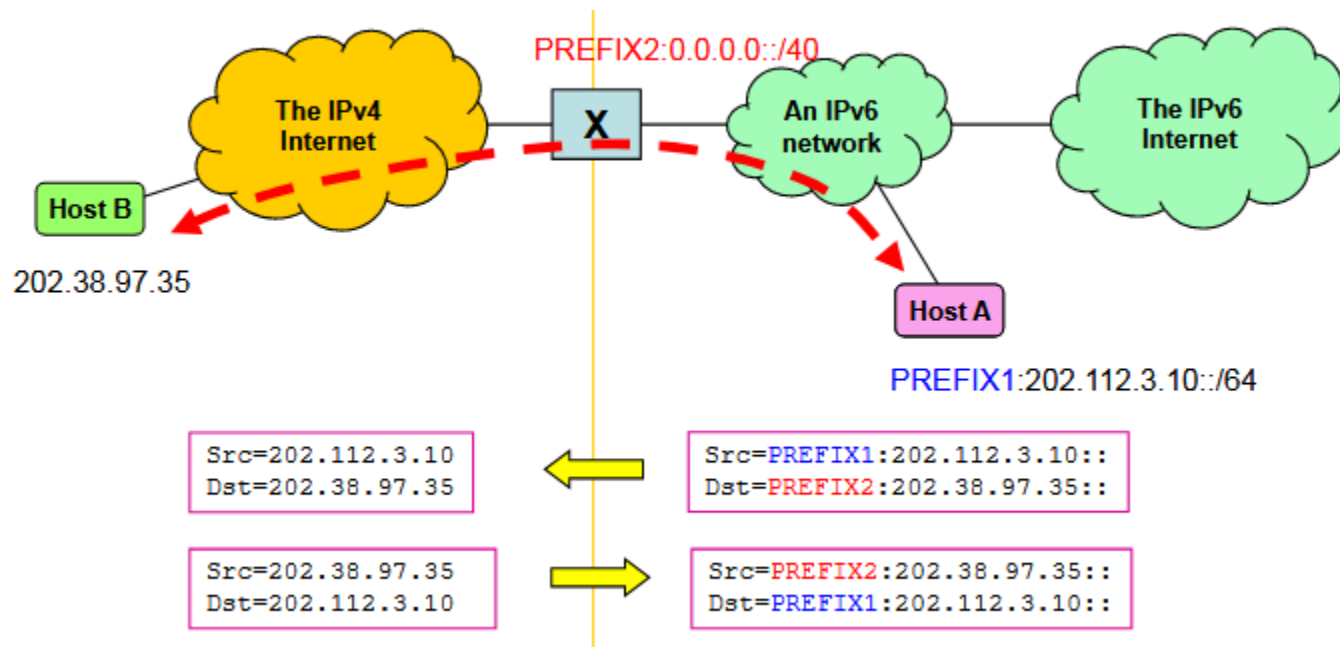 PREFIX2:0.0.0.0::/40
The IPv4
Internet
X
An IPv6
network
The IPv6
Internet
Host B
202.38.97.35
Host A
PREFIX1:202.112.3.10::/64
Src=202.112.3.10
Dst=202.38.97.35
Src=PREFIX1:202.112.3.10::
Dst=PREFIX2:202.38.97.35::
Src=202.38.97.35
Dst=202.112.3.10
Src=PREFIX2:202.38.97.35::
Dst=PREFIX1:202.112.3.10::